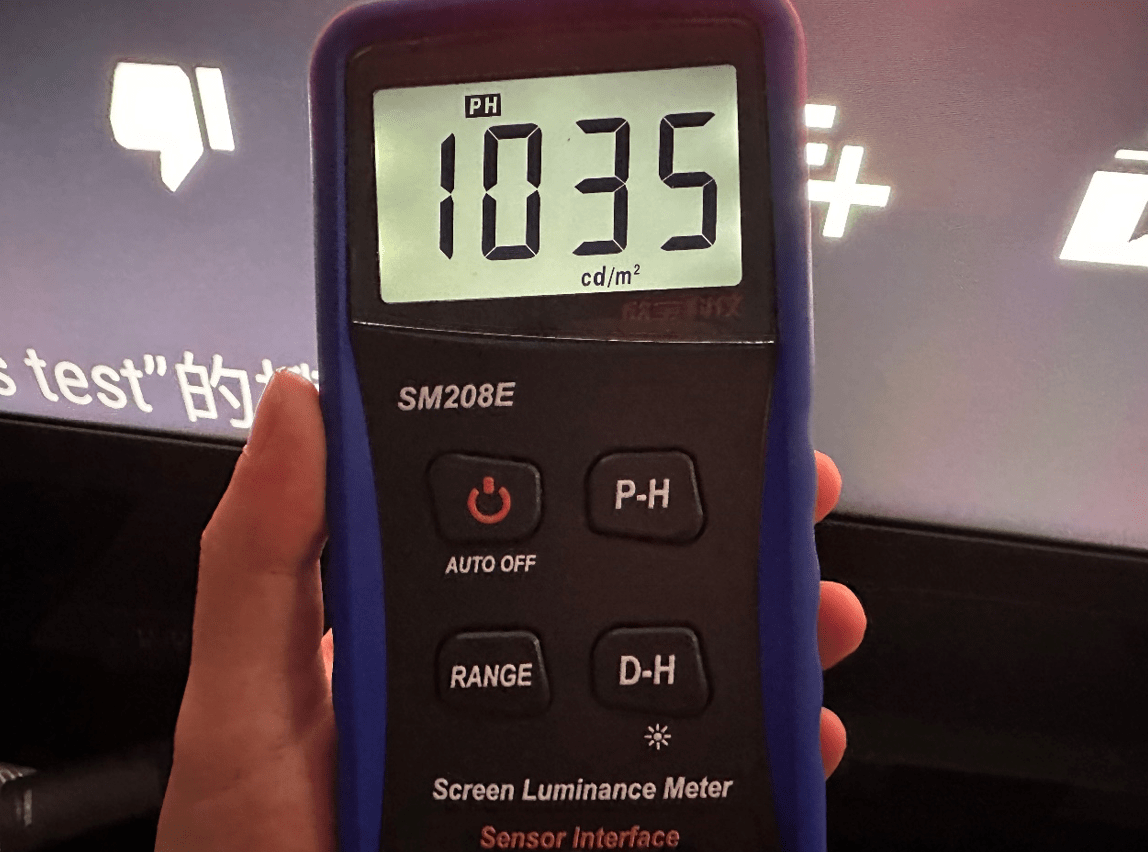 PH
1035
cd/m²
SM208E
s test”的
P-H
AUTO OFF
RANGE
D-H
Screen Luminance Meter
Sensor Interface